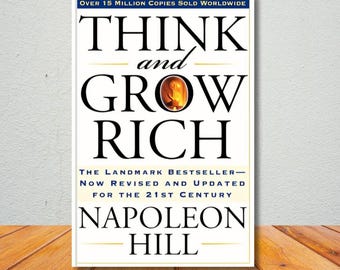 OVER 15 MILLION COPIES SOLD WORLDWIDE
THINK
and
GROW
RICH
THE LANDMARK BESTSELLER—
NOW REVISED AND UPDATED
FOR THE 21ST CENTURY
NAPOLEON
HILL